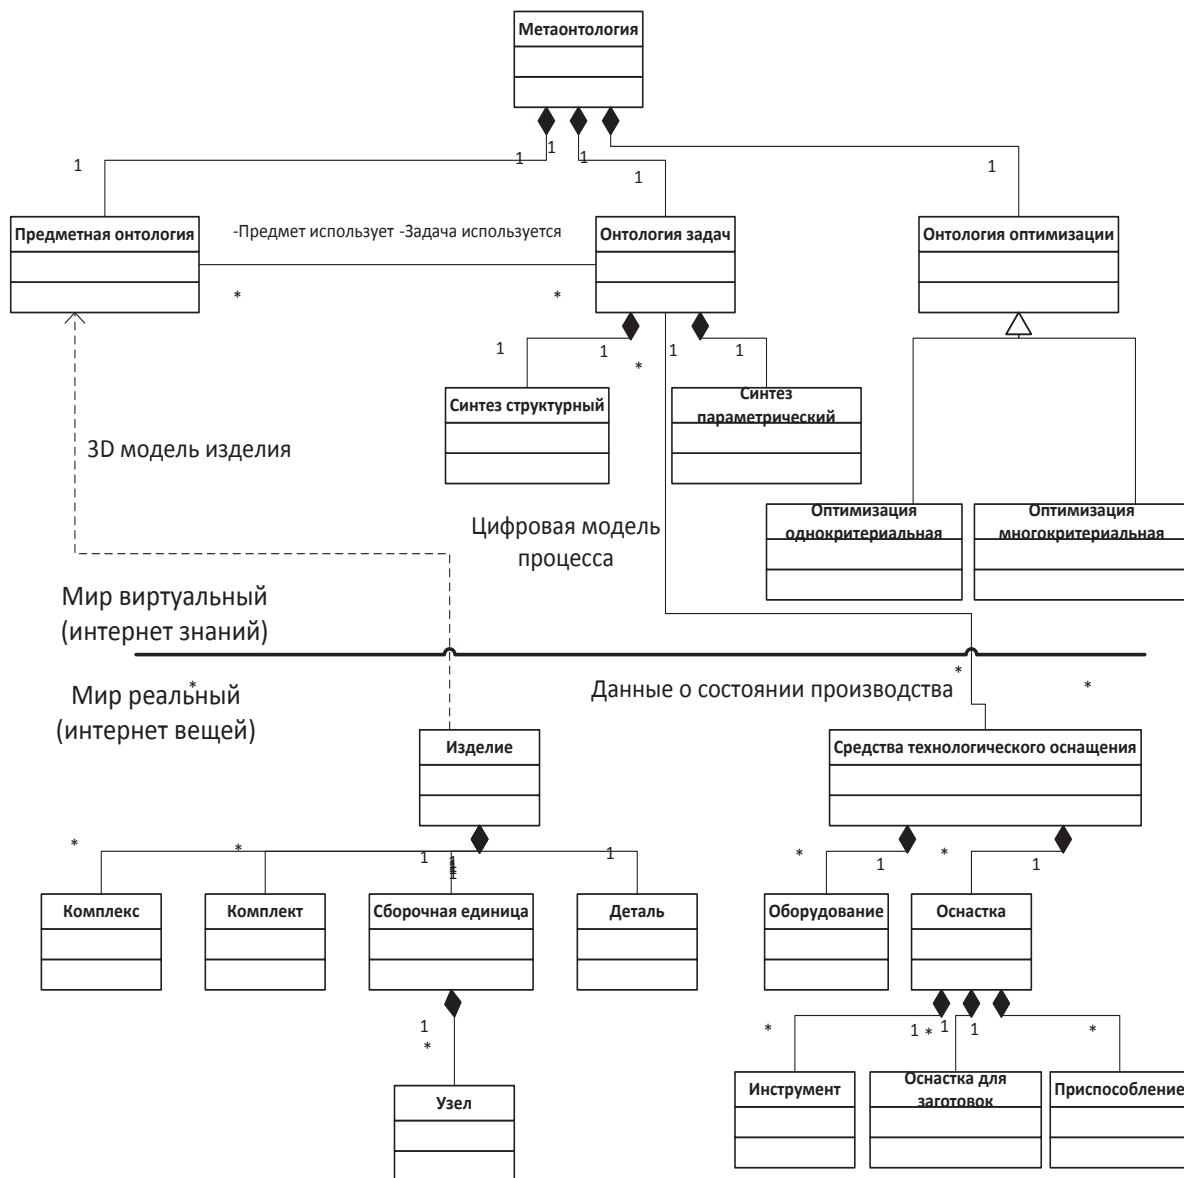 Метаонтология
1
1
1
1
1
1
Предметная онтология
-Предмет использует -Задача используется
Онтология задач
Онтология оптимизации
*
*
1
1
1
1
*
Синтез структурный
Синтез
параметрический
3D модель изделия
Оптимизация
однокритериальная
Оптимизация
многокритериальная
Цифровая модель
процесса
Мир виртуальный
(интернет знаний)
*
*
*
Мир реальный
(интернет вещей)
Данные о состоянии производства
Изделие
Средства технологического оснащения
*
*
1
1
*
1
*
1
Комплекс
Комплект
Сборочная единица
Деталь
Оборудование
Оснастка
1
*
*
1
*
1
1
*
Узел
Инструмент
Оснастка для
заготовок
Приспособление